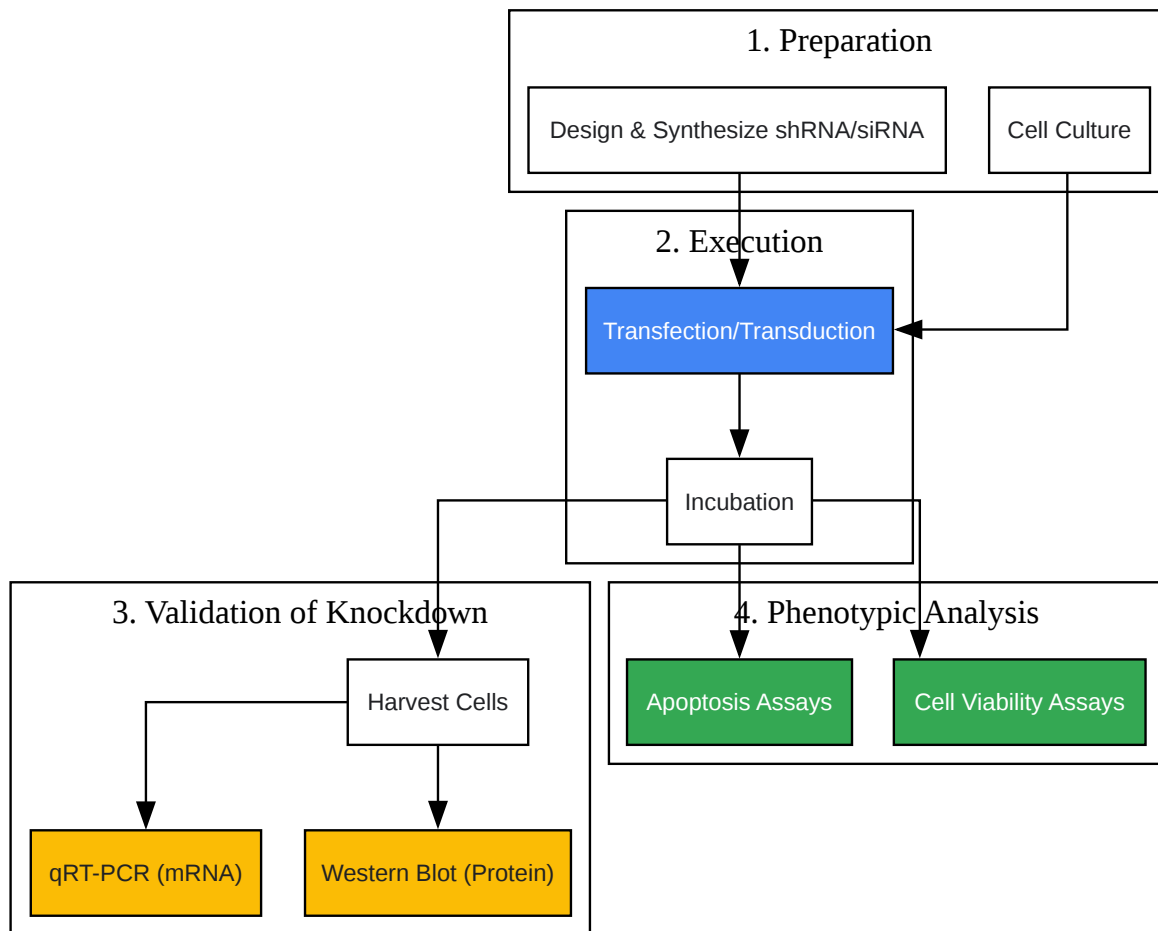 1. Preparation
Design & Synthesize shRNA/siRNA
Cell Culture
2. Execution
Transfection/Transduction
Incubation
3. Validation of Knockdown
Harvest Cells
qRT-PCR (mRNA)
Western Blot (Protein)
4. Phenotypic Analysis
Apoptosis Assays
Cell Viability Assays